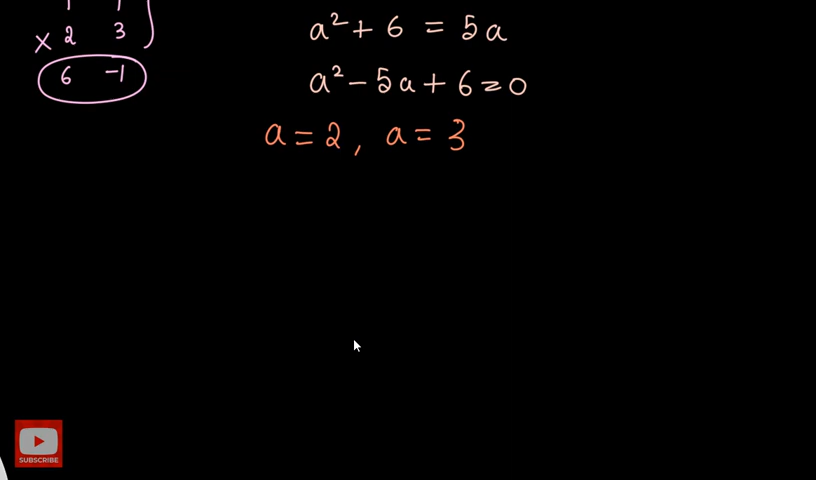 × 2 3
6 −1
a² + 6 = 5a
a² − 5a + 6 = 0
a = 2, a = 3
SUBSCRIBE